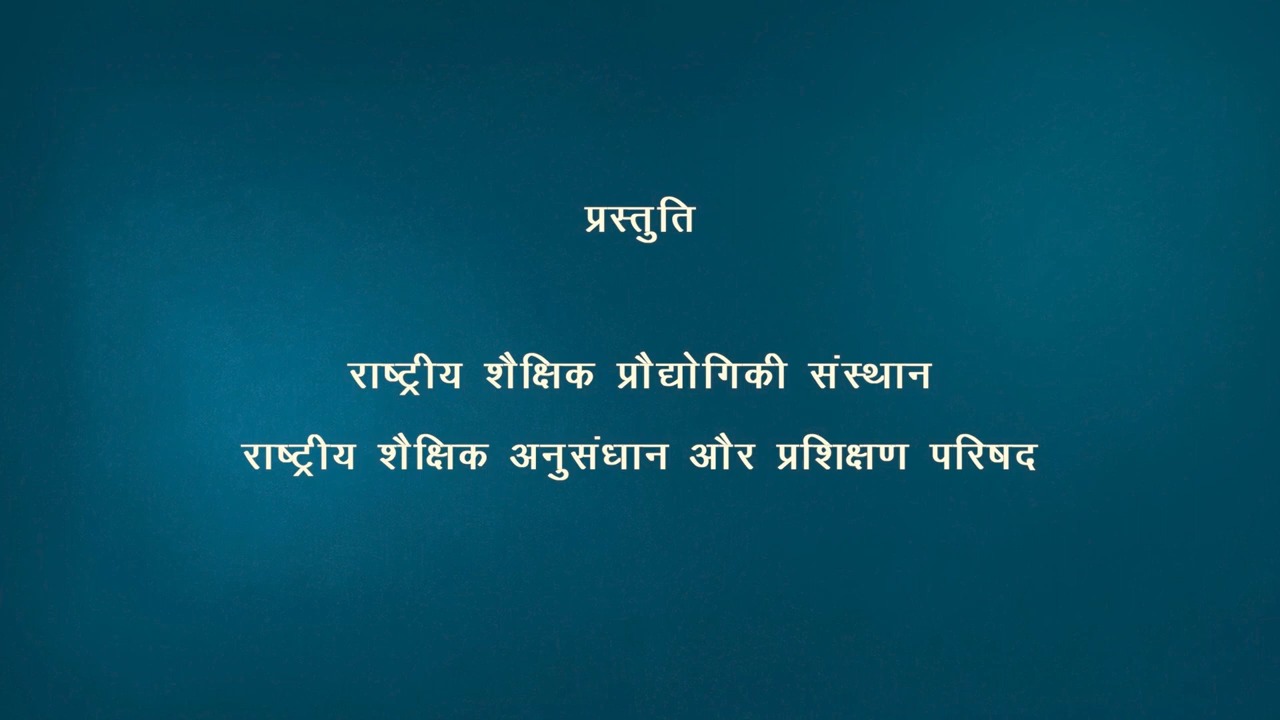 प्रस्तुति
राष्ट्रीय शैक्षिक प्रौद्योगिकी संस्थान
राष्ट्रीय शैक्षिक अनुसंधान और प्रशिक्षण परिषद